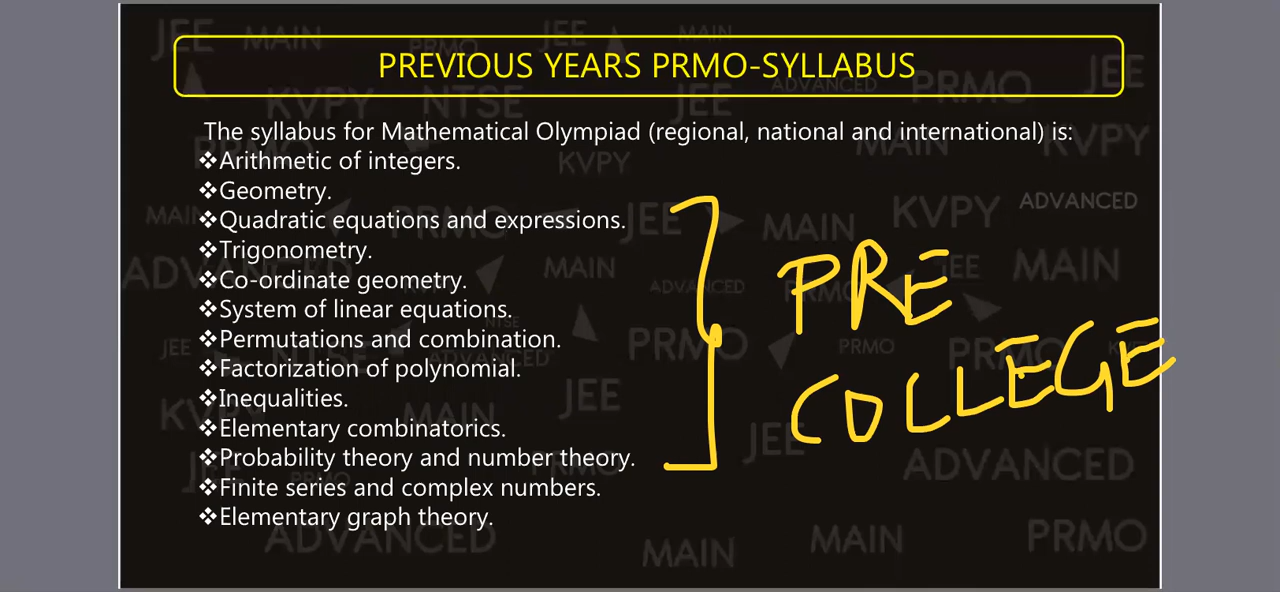 PREVIOUS YEARS PRMO-SYLLABUS
The syllabus for Mathematical Olympiad (regional, national and international) is:
❖Arithmetic of integers.
❖Geometry.
❖Quadratic equations and expressions.
❖Trigonometry.
❖Co-ordinate geometry.
❖System of linear equations.
❖Permutations and combination.
❖Factorization of polynomial.
❖Inequalities.
❖Elementary combinatorics.
❖Probability theory and number theory.
❖Finite series and complex numbers.
❖Elementary graph theory.
PRE
COLLEGE